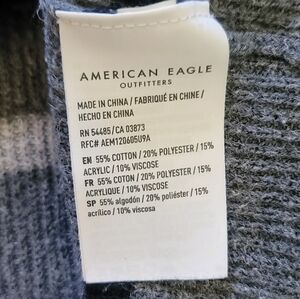 AMERICAN EAGLE
OUTFITTERS
MADE IN CHINA / FABRIQUÉ EN CHINE /
HECHO EN CHINA
RN 54485/CA 03873
RFC# AEM120605U9A
EN 55% COTTON / 20% POLYESTER / 15%
ACRYLIC / 10% VISCOSE
FR 55% COTON / 20% POLYESTER / 15%
ACRYLIQUE / 10% VISCOSE
SP 55% algodón / 20% poliéster / 15%
acrílico / 10% viscosa